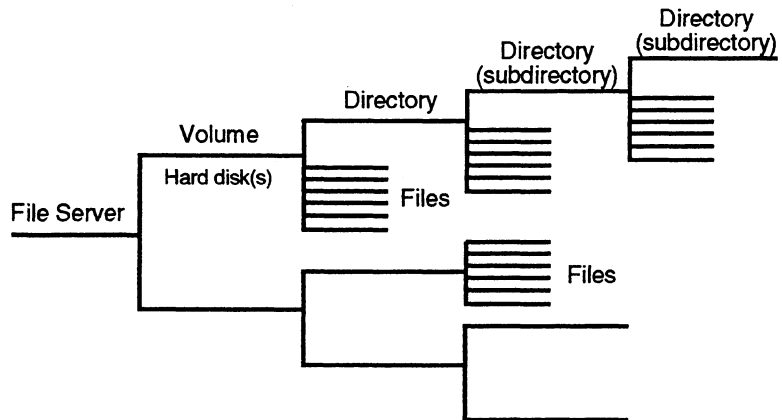 Directory
(subdirectory)
Directory
(subdirectory)
Directory
Volume
Hard disk(s)
Files
File Server
Files